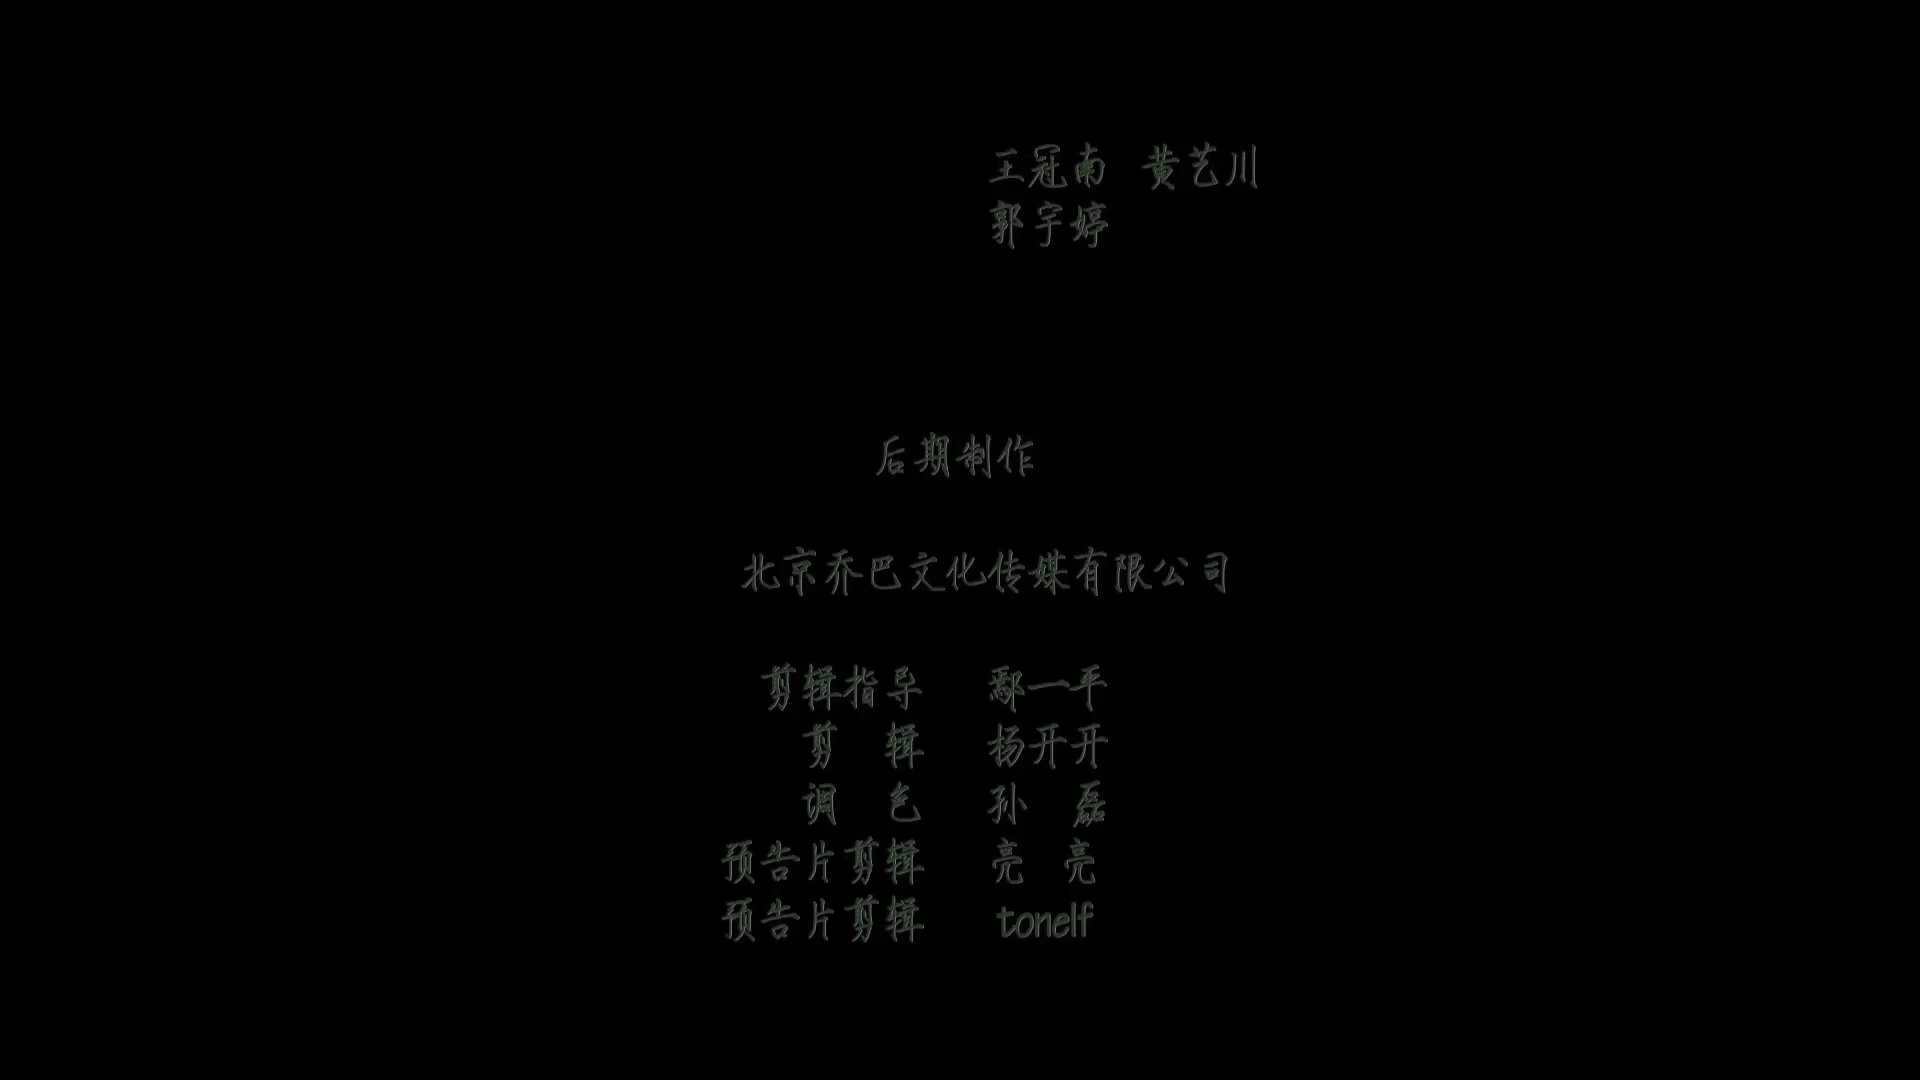 王冠南 黄艺川
郭宇婷
后期制作
北京乔巴文化传媒有限公司
剪辑指导 鄢一平
剪 辑 杨开开
调 色 孙 磊
预告片剪辑 亮 亮
预告片剪辑 tonelf